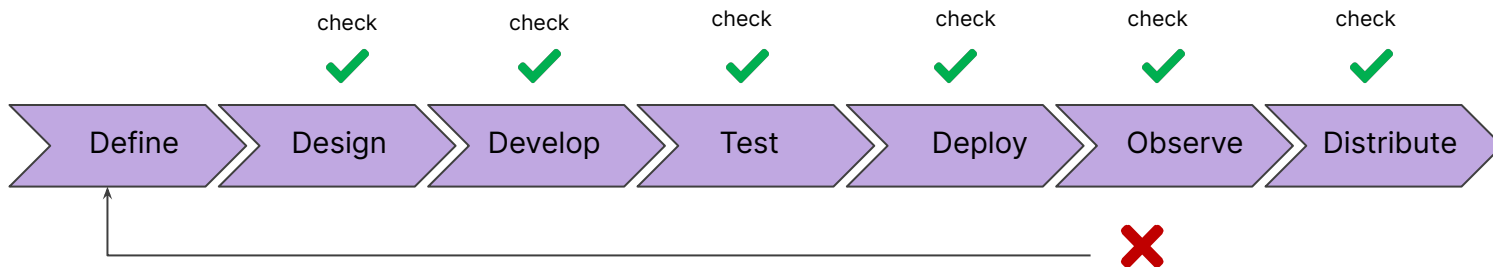 check
check
check
check
check
check
Define
Design
Develop
Test
Deploy
Observe
Distribute